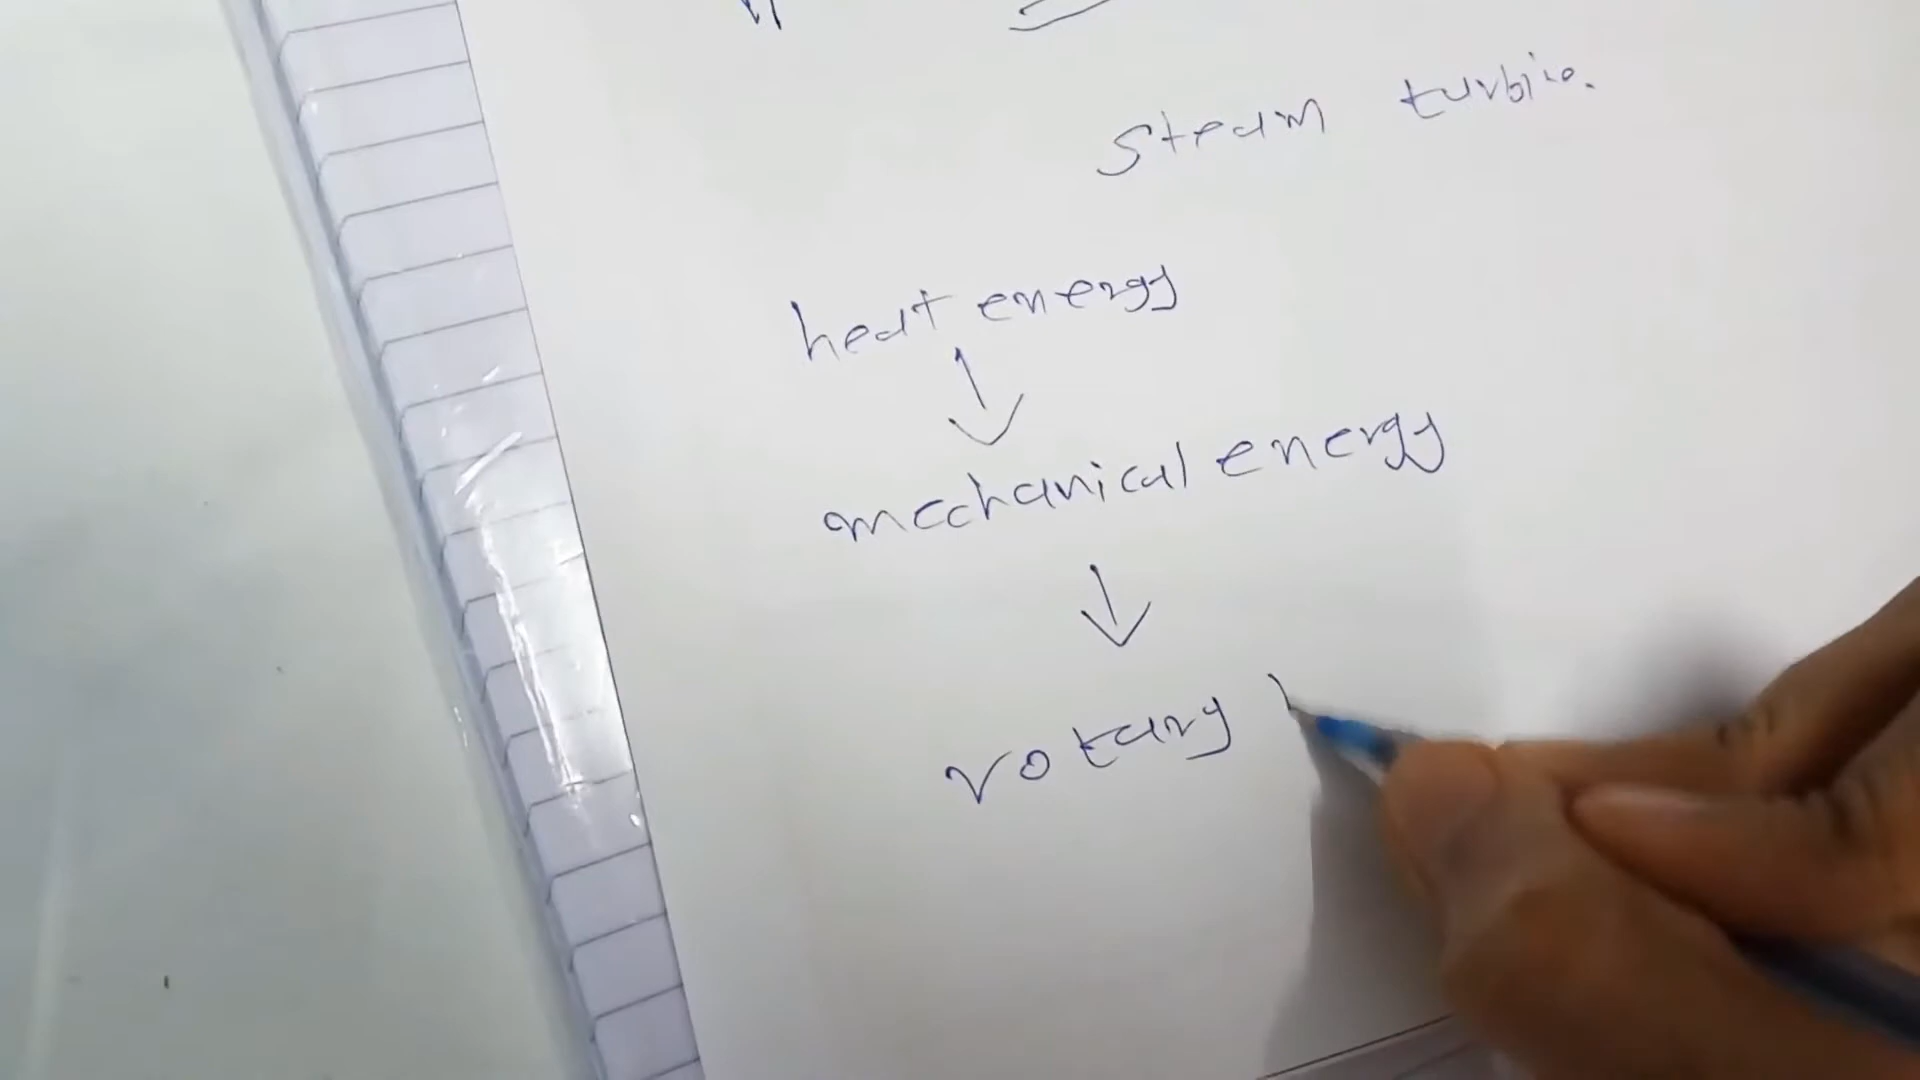 steam turbine.
heat energy
↓
mechanical energy
↓
rotary